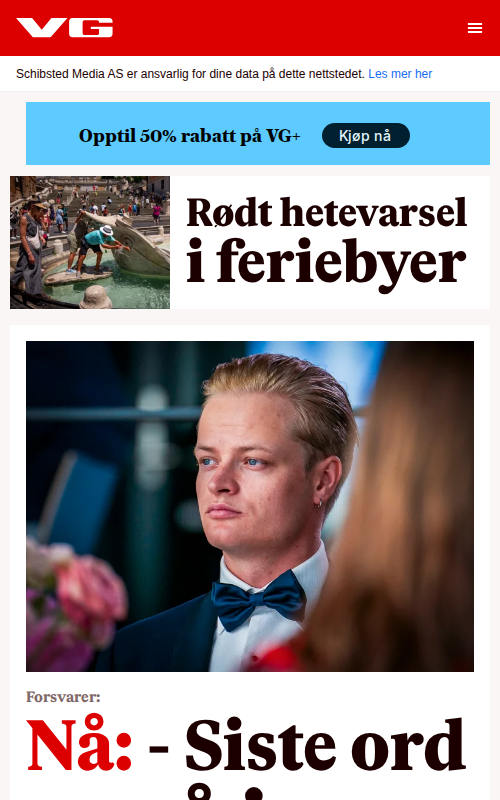 VG
Schibsted Media AS er ansvarlig for dine data på dette nettstedet. Les mer her
Opptil 50% rabatt på VG+
Kjøp nå
Rødt hetevarsel
i feriebyer
Forsvarer:
Nå: - Siste ord